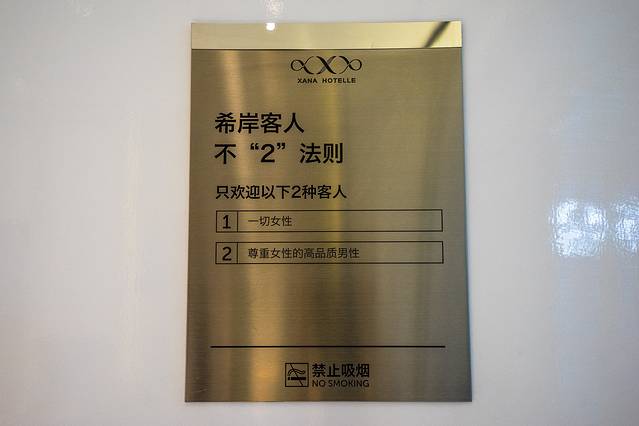 XANA HOTELLE
希岸客人
不“2”法则
只欢迎以下2种客人
1 一切女性
2 尊重女性的高品质男性
禁止吸烟
NO SMOKING